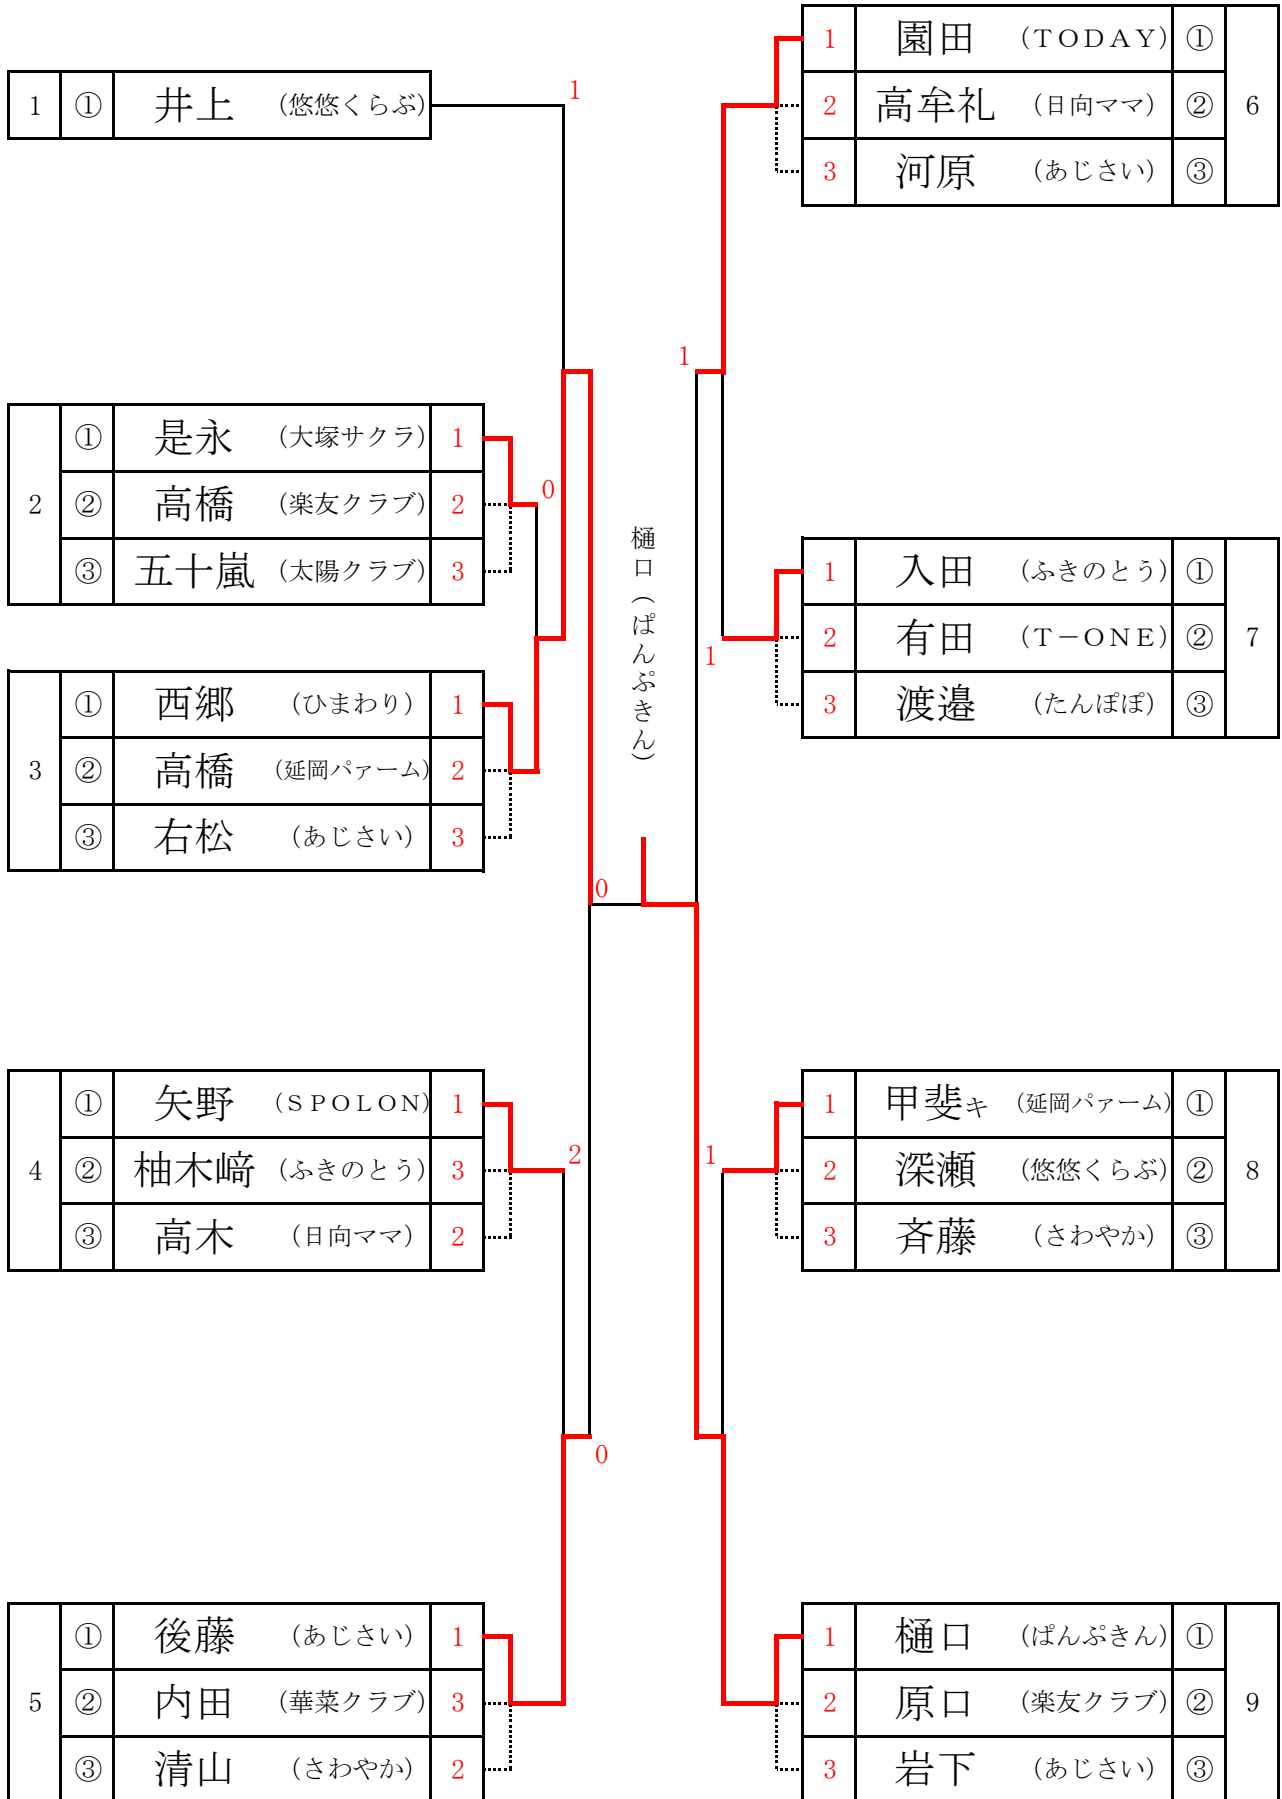 1 ① 井上 (悠悠くらぶ)
1
2
① 是永 (大塚サクラ) 1
② 高橋 (楽友クラブ) 2
③ 五十嵐 (太陽クラブ) 3
0
3
① 西郷 (ひまわり) 1
② 高橋 (延岡パァーム) 2
③ 右松 (あじさい) 3
0
4
① 矢野 (SPOLON) 1
② 柚木﨑 (ふきのとう) 3
③ 高木 (日向ママ) 2
2
0
5
① 後藤 (あじさい) 1
② 内田 (華菜クラブ) 3
③ 清山 (さわやか) 2
樋口(ぱんぷきん)
1 園田 (TODAY) ①
2 高牟礼 (日向ママ) ②
3 河原 (あじさい) ③
6
1
1 入田 (ふきのとう) ①
2 有田 (T-ONE) ②
3 渡邉 (たんぽぽ) ③
7
1
1 甲斐キ (延岡パァーム) ①
2 深瀬 (悠悠くらぶ) ②
3 斉藤 (さわやか) ③
8
1
1 樋口 (ぱんぷきん) ①
2 原口 (楽友クラブ) ②
3 岩下 (あじさい) ③
9